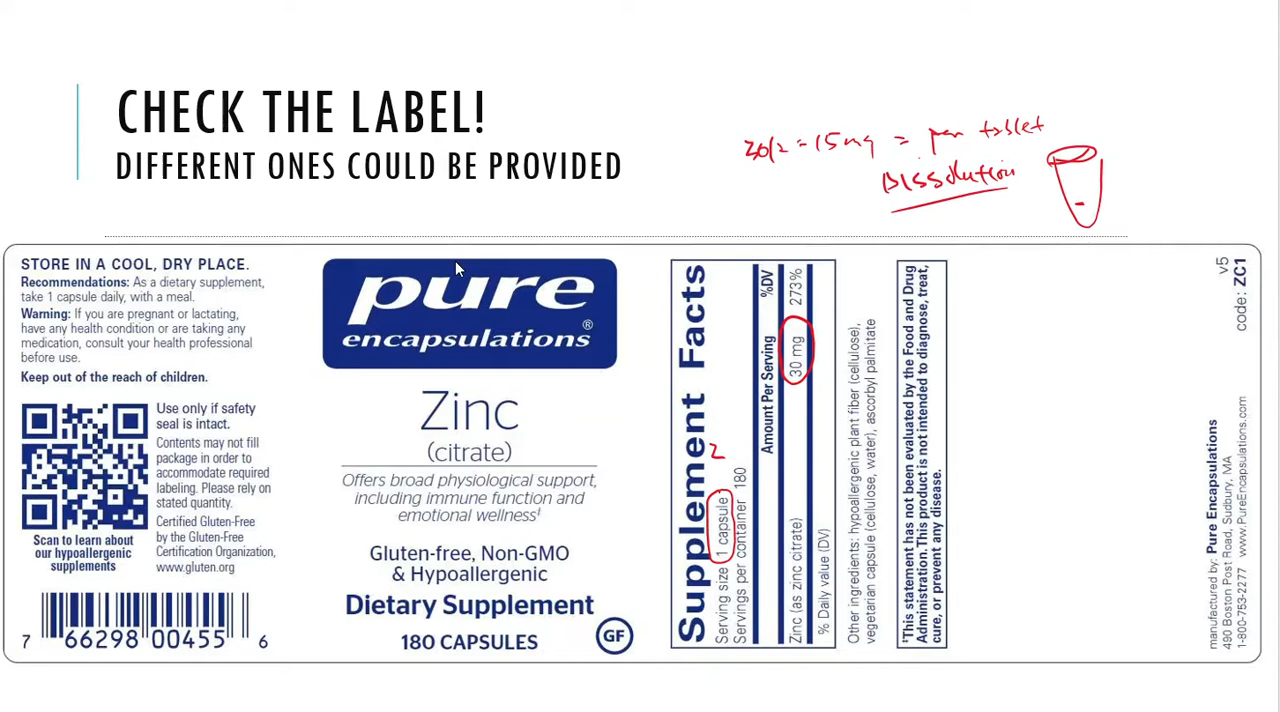 CHECK THE LABEL!
DIFFERENT ONES COULD BE PROVIDED
30/2 = 15mg = per tablet
Dissolution
STORE IN A COOL, DRY PLACE.
Recommendations: As a dietary supplement,
take 1 capsule daily, with a meal.
Warning: If you are pregnant or lactating,
have any health condition or are taking any
medication, consult your health professional
before use.
Keep out of the reach of children.
Use only if safety
seal is intact.
Contents may not fill
package in order to
accommodate required
labeling. Please rely on
stated quantity.
Certified Gluten-Free
by the Gluten-Free
Certification Organization,
www.gluten.org
Scan to learn about
our hypoallergenic
supplements
7 66298 00455 6
pure
encapsulations®
Zinc
(citrate)
Offers broad physiological support,
including immune function and
emotional wellness‡
Gluten-free, Non-GMO
& Hypoallergenic
Dietary Supplement
180 CAPSULES
GF
Supplement Facts
2
Serving size 1 capsule
Servings per container 180
Amount Per Serving %DV
Zinc (as zinc citrate) 30 mg 273%
% Daily value (DV)
Other ingredients: hypoallergenic plant fiber (cellulose),
vegetarian capsule (cellulose, water), ascorbyl palmitate
‡This statement has not been evaluated by the Food and Drug
Administration. This product is not intended to diagnose, treat,
cure, or prevent any disease.
manufactured by: Pure Encapsulations
490 Boston Post Road, Sudbury, MA
1-800-753-2277 www.PureEncapsulations.com
v5
code: ZC1